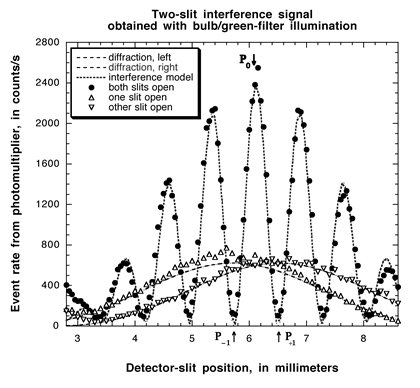 Two-slit interference signal
obtained with bulb/green-filter illumination
Event rate from photomultiplier, in counts/s
2800
2400
2000
1600
1200
800
400
0
diffraction, left
diffraction, right
interference model
both slits open
one slit open
other slit open
P0
P−1
P+1
3 4 5 6 7 8
Detector-slit position, in millimeters